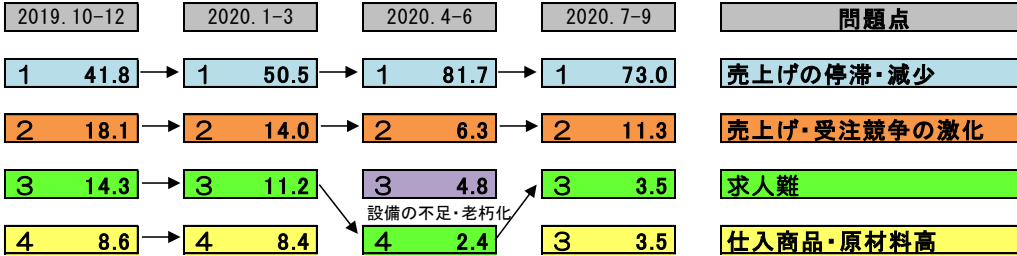 2019.10-12 2020.1-3 2020.4-6 2020.7-9 問題点
1 41.8 1 50.5 1 81.7 1 73.0 売上げの停滞・減少
2 18.1 2 14.0 2 6.3 2 11.3 売上げ・受注競争の激化
3 14.3 3 11.2 3 4.8 3 3.5 求人難
設備の不足・老朽化
4 8.6 4 8.4 4 2.4 3 3.5 仕入商品・原材料高